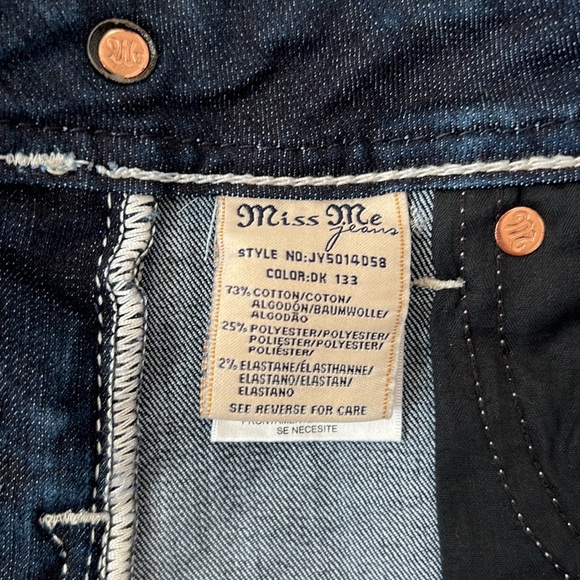 Miss Me
jeans
STYLE NO:JY5014D58
COLOR:DK 133
73% COTTON/COTON/
ALGODÓN/BAUMWOLLE/
ALGODÃO
25% POLYESTER/POLYESTER/
POLIÉSTER/POLYESTER/
POLIÉSTER/
2% ELASTANE/ÉLASTHANNE/
ELASTANO/ELASTAN/
ELASTANO
SEE REVERSE FOR CARE
SE NECESITE